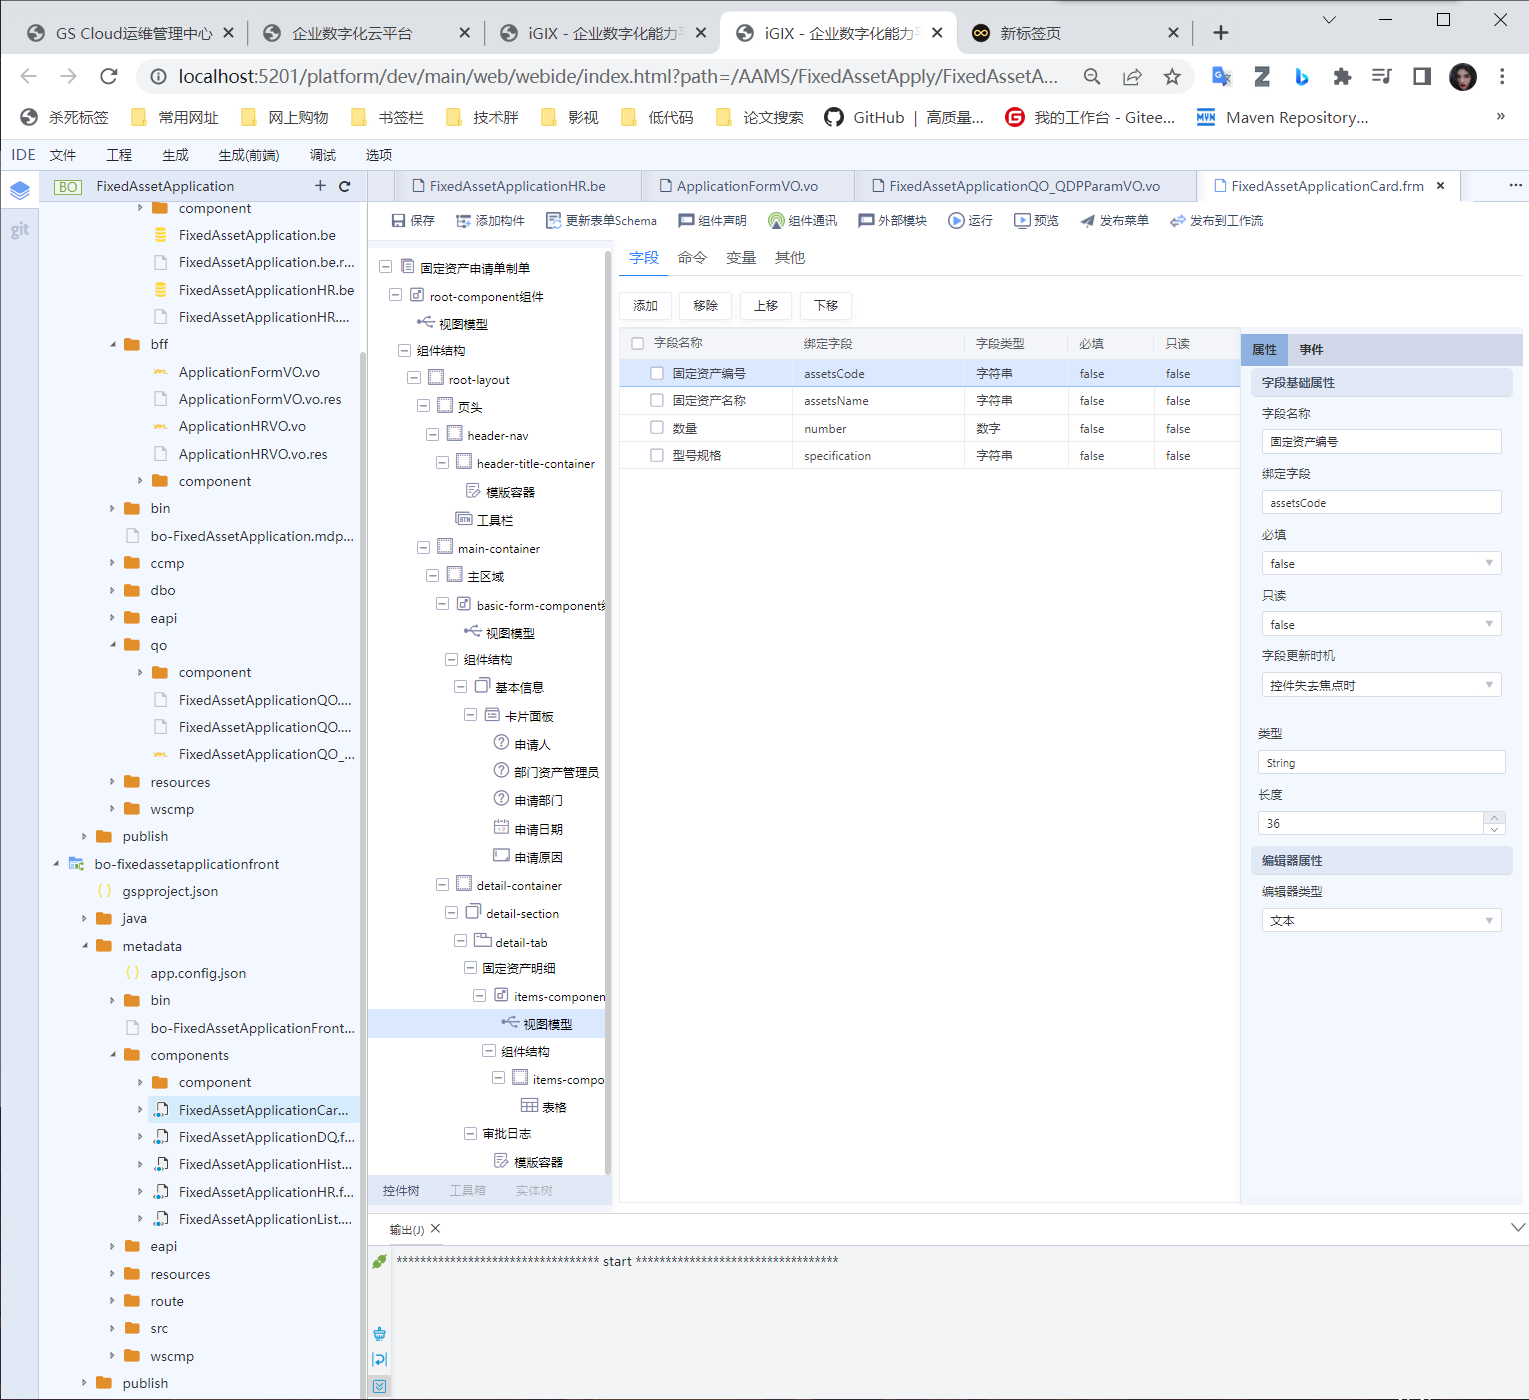 GS Cloud运维管理中心
企业数字化云平台
iGIX - 企业数字化能力
iGIX - 企业数字化能力
新标签页
localhost:5201/platform/dev/main/web/webide/index.html?path=/AAMS/FixedAssetApply/FixedAssetA...
杀死标签
常用网址
网上购物
书签栏
技术胖
影视
低代码
论文搜索
GitHub | 高质量...
我的工作台 - Gitee...
Maven Repository...
»
IDE 文件 工程 生成 生成(前端) 调试 选项
BO FixedAssetApplication
FixedAssetApplicationHR.be
ApplicationFormVO.vo
FixedAssetApplicationQO_QDPParamVO.vo
FixedAssetApplicationCard.frm
git
component
FixedAssetApplication.be
FixedAssetApplication.be.r...
FixedAssetApplicationHR.be
FixedAssetApplicationHR....
bff
ApplicationFormVO.vo
ApplicationFormVO.vo.res
ApplicationHRVO.vo
ApplicationHRVO.vo.res
component
bin
bo-FixedAssetApplication.mdp...
ccmp
dbo
eapi
qo
component
FixedAssetApplicationQO....
FixedAssetApplicationQO....
FixedAssetApplicationQO_...
resources
wscmp
publish
bo-fixedassetapplicationfront
gspproject.json
java
metadata
app.config.json
bin
bo-FixedAssetApplicationFront...
components
component
FixedAssetApplicationCar...
FixedAssetApplicationDQ.f...
FixedAssetApplicationHist...
FixedAssetApplicationHR.f...
FixedAssetApplicationList....
eapi
resources
route
src
wscmp
publish
保存 添加构件 更新表单Schema 组件声明 组件通讯 外部模块 运行 预览 发布菜单 发布到工作流
固定资产申请单制单
root-component组件
视图模型
组件结构
root-layout
页头
header-nav
header-title-container
模版容器
BTN 工具栏
main-container
主区域
basic-form-component
视图模型
组件结构
基本信息
卡片面板
申请人
部门资产管理员
申请部门
申请日期
申请原因
detail-container
detail-section
detail-tab
固定资产明细
items-componen
视图模型
组件结构
items-compo
表格
审批日志
模版容器
控件树 工具箱 实体树
字段 命令 变量 其他
添加 移除 上移 下移
字段名称 绑定字段 字段类型 必填 只读
固定资产编号 assetsCode 字符串 false false
固定资产名称 assetsName 字符串 false false
数量 number 数字 false false
型号规格 specification 字符串 false false
属性 事件
字段基础属性
字段名称
固定资产编号
绑定字段
assetsCode
必填
false
只读
false
字段更新时机
控件失去焦点时
类型
String
长度
36
编辑器属性
编辑器类型
文本
输出(J)
********************************** start **********************************